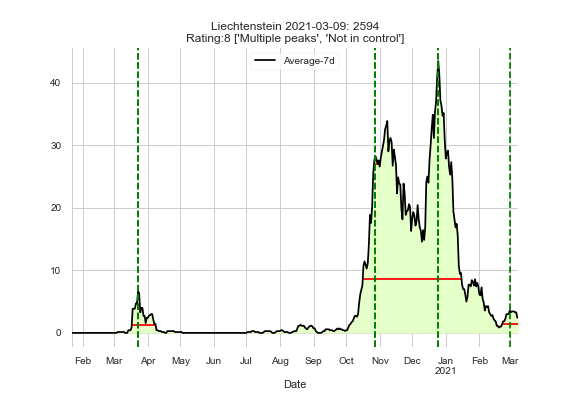 Liechtenstein 2021-03-09: 2594
Rating:8 ['Multiple peaks', 'Not in control']
Average-7d
40
30
20
10
0
Feb Mar Apr May Jun Jul Aug Sep Oct Nov Dec Jan Feb Mar
2021
Date